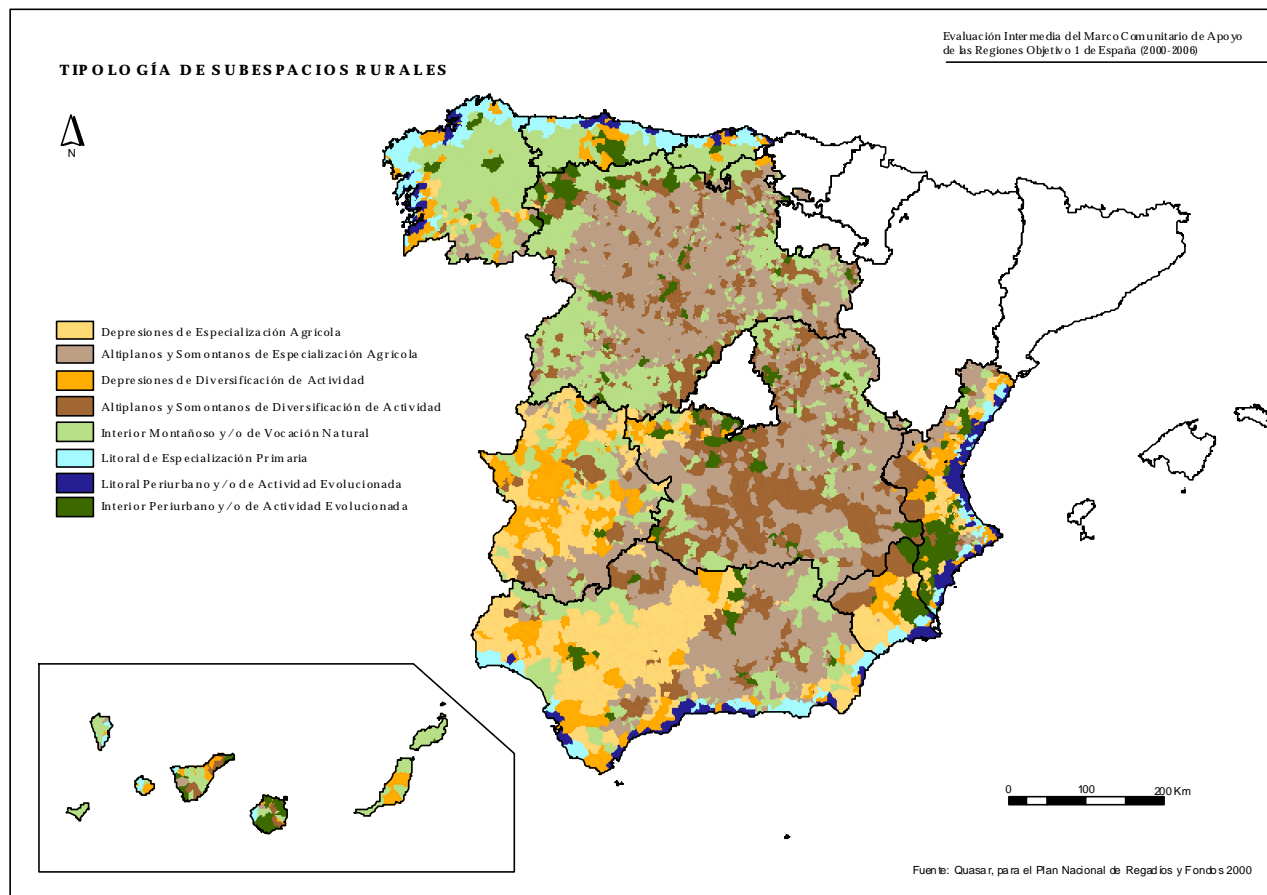 Evaluación Intermedia del Marco Comunitario de Apoyo
de las Regiones Objetivo 1 de España (2000-2006)
TIPOLOGÍA DE SUBESPACIOS RURALES
N
Depresiones de Especialización Agrícola
Altiplanos y Somontanos de Especialización Agrícola
Depresiones de Diversificación de Actividad
Altiplanos y Somontanos de Diversificación de Actividad
Interior Montañoso y/o de Vocación Natural
Litoral de Especialización Primaria
Litoral Periurbano y/o de Actividad Evolucionada
Interior Periurbano y/o de Actividad Evolucionada
0 100 200 Km
Fuente: Quasar, para el Plan Nacional de Regadíos y Fondos 2000